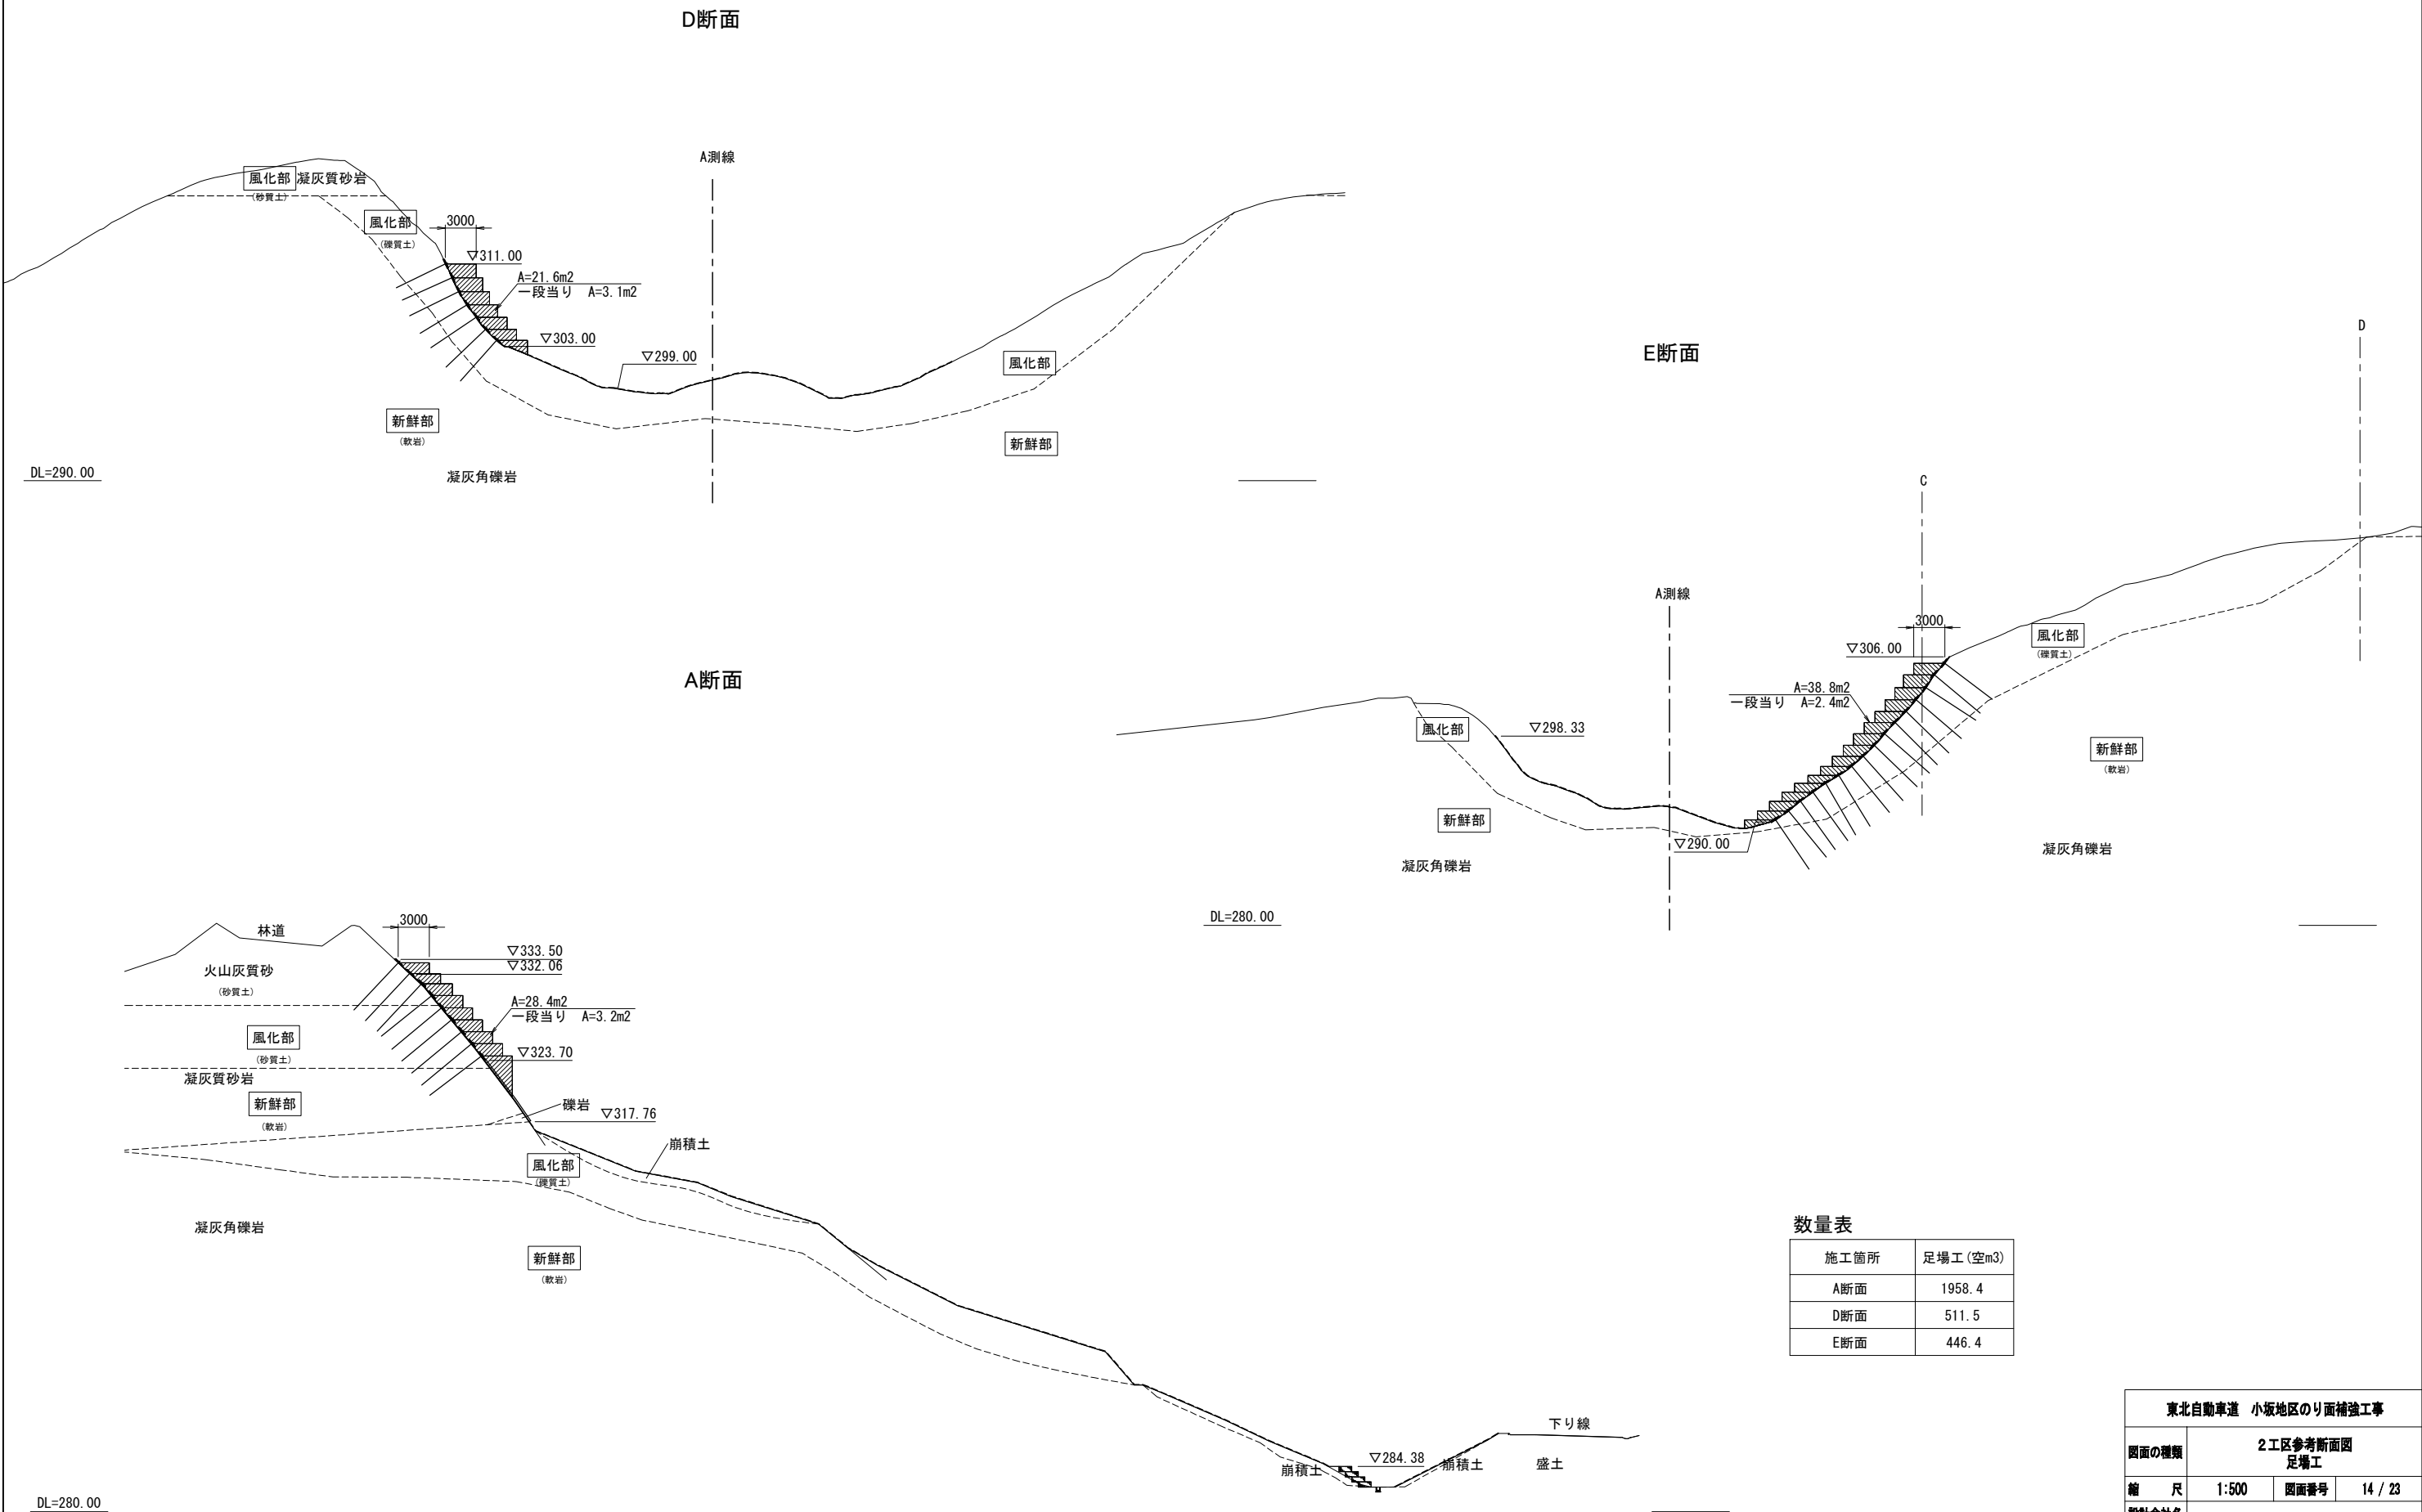 D断面
A測線
風化部
凝灰質砂岩
(砂質土)
風化部
(礫質土)
3000
▽311.00
A=21.6m2
一段当り A=3.1m2
▽303.00
▽299.00
風化部
新鮮部
(軟岩)
新鮮部
凝灰角礫岩
DL=290.00
E断面
D
C
A測線
3000
▽306.00
風化部
(礫質土)
A=38.8m2
一段当り A=2.4m2
風化部
▽298.33
新鮮部
(軟岩)
新鮮部
▽290.00
凝灰角礫岩
凝灰角礫岩
DL=280.00
A断面
林道
3000
▽333.50
▽332.06
火山灰質砂
(砂質土)
A=28.4m2
一段当り A=3.2m2
風化部
(砂質土)
▽323.70
凝灰質砂岩
新鮮部
(軟岩)
礫岩
▽317.76
崩積土
風化部
(礫質土)
凝灰角礫岩
新鮮部
(軟岩)
下り線
▽284.38
崩積土
崩積土
盛土
DL=280.00
数量表
施工箇所 足場工(空m3)
A断面 1958.4
D断面 511.5
E断面 446.4
東北自動車道 小坂地区のり面補強工事
図面の種類 2工区参考断面図
足場工
縮尺 1:500 図面番号 14 / 23